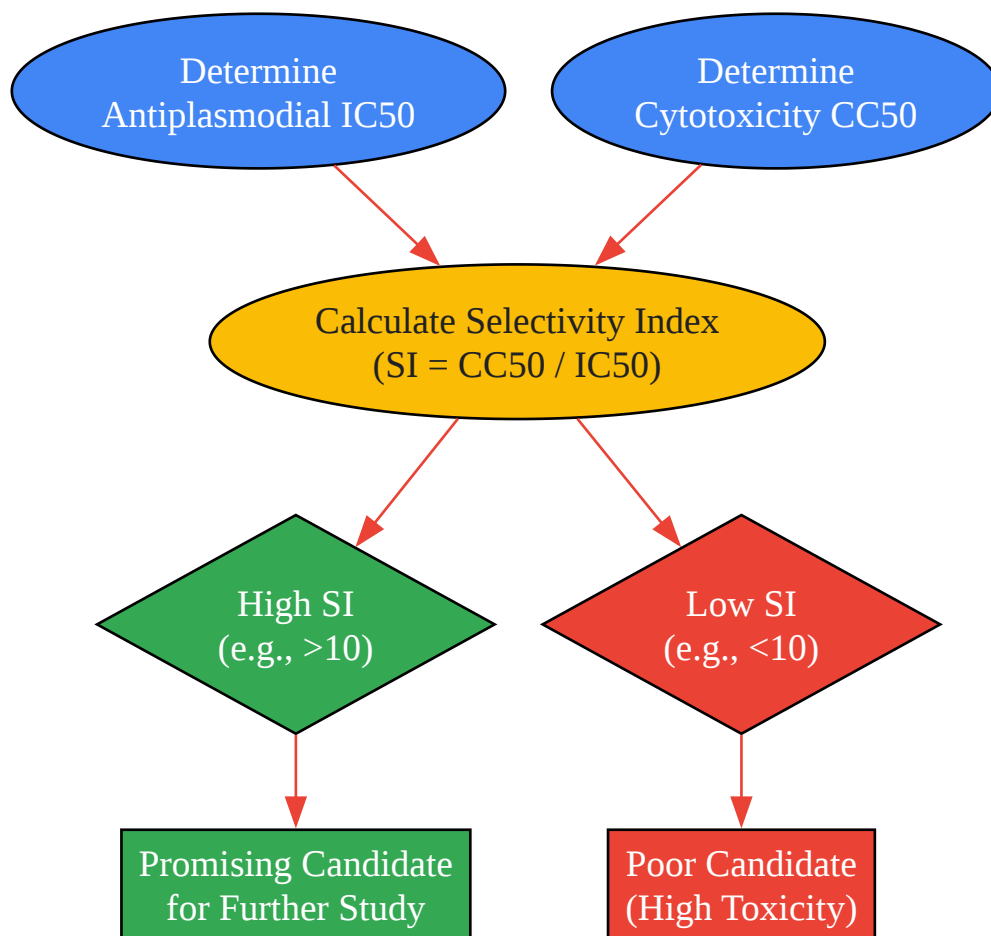 Determine
Antiplasmodial IC50
Determine
Cytotoxicity CC50
Calculate Selectivity Index
(SI = CC50 / IC50)
High SI
(e.g., >10)
Low SI
(e.g., <10)
Promising Candidate
for Further Study
Poor Candidate
(High Toxicity)